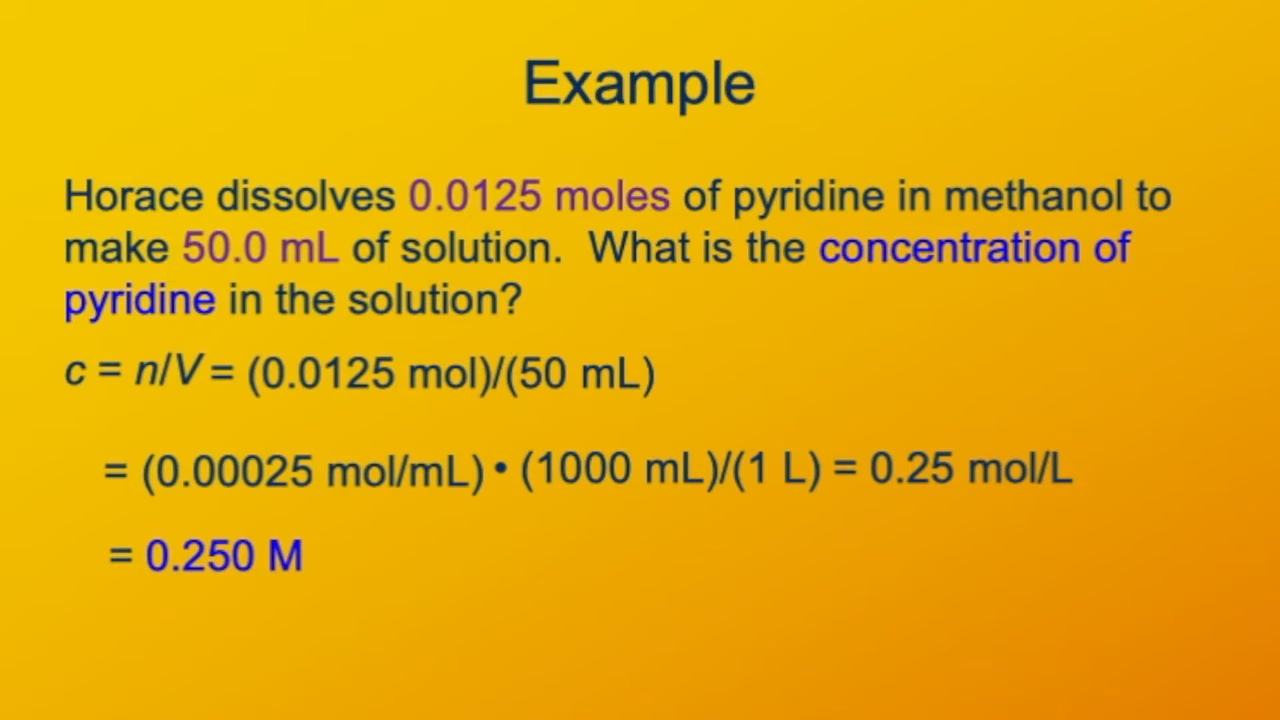 Example
Horace dissolves 0.0125 moles of pyridine in methanol to
make 50.0 mL of solution.  What is the concentration of
pyridine in the solution?
c = n/V = (0.0125 mol)/(50 mL)
= (0.00025 mol/mL) • (1000 mL)/(1 L) = 0.25 mol/L
= 0.250 M